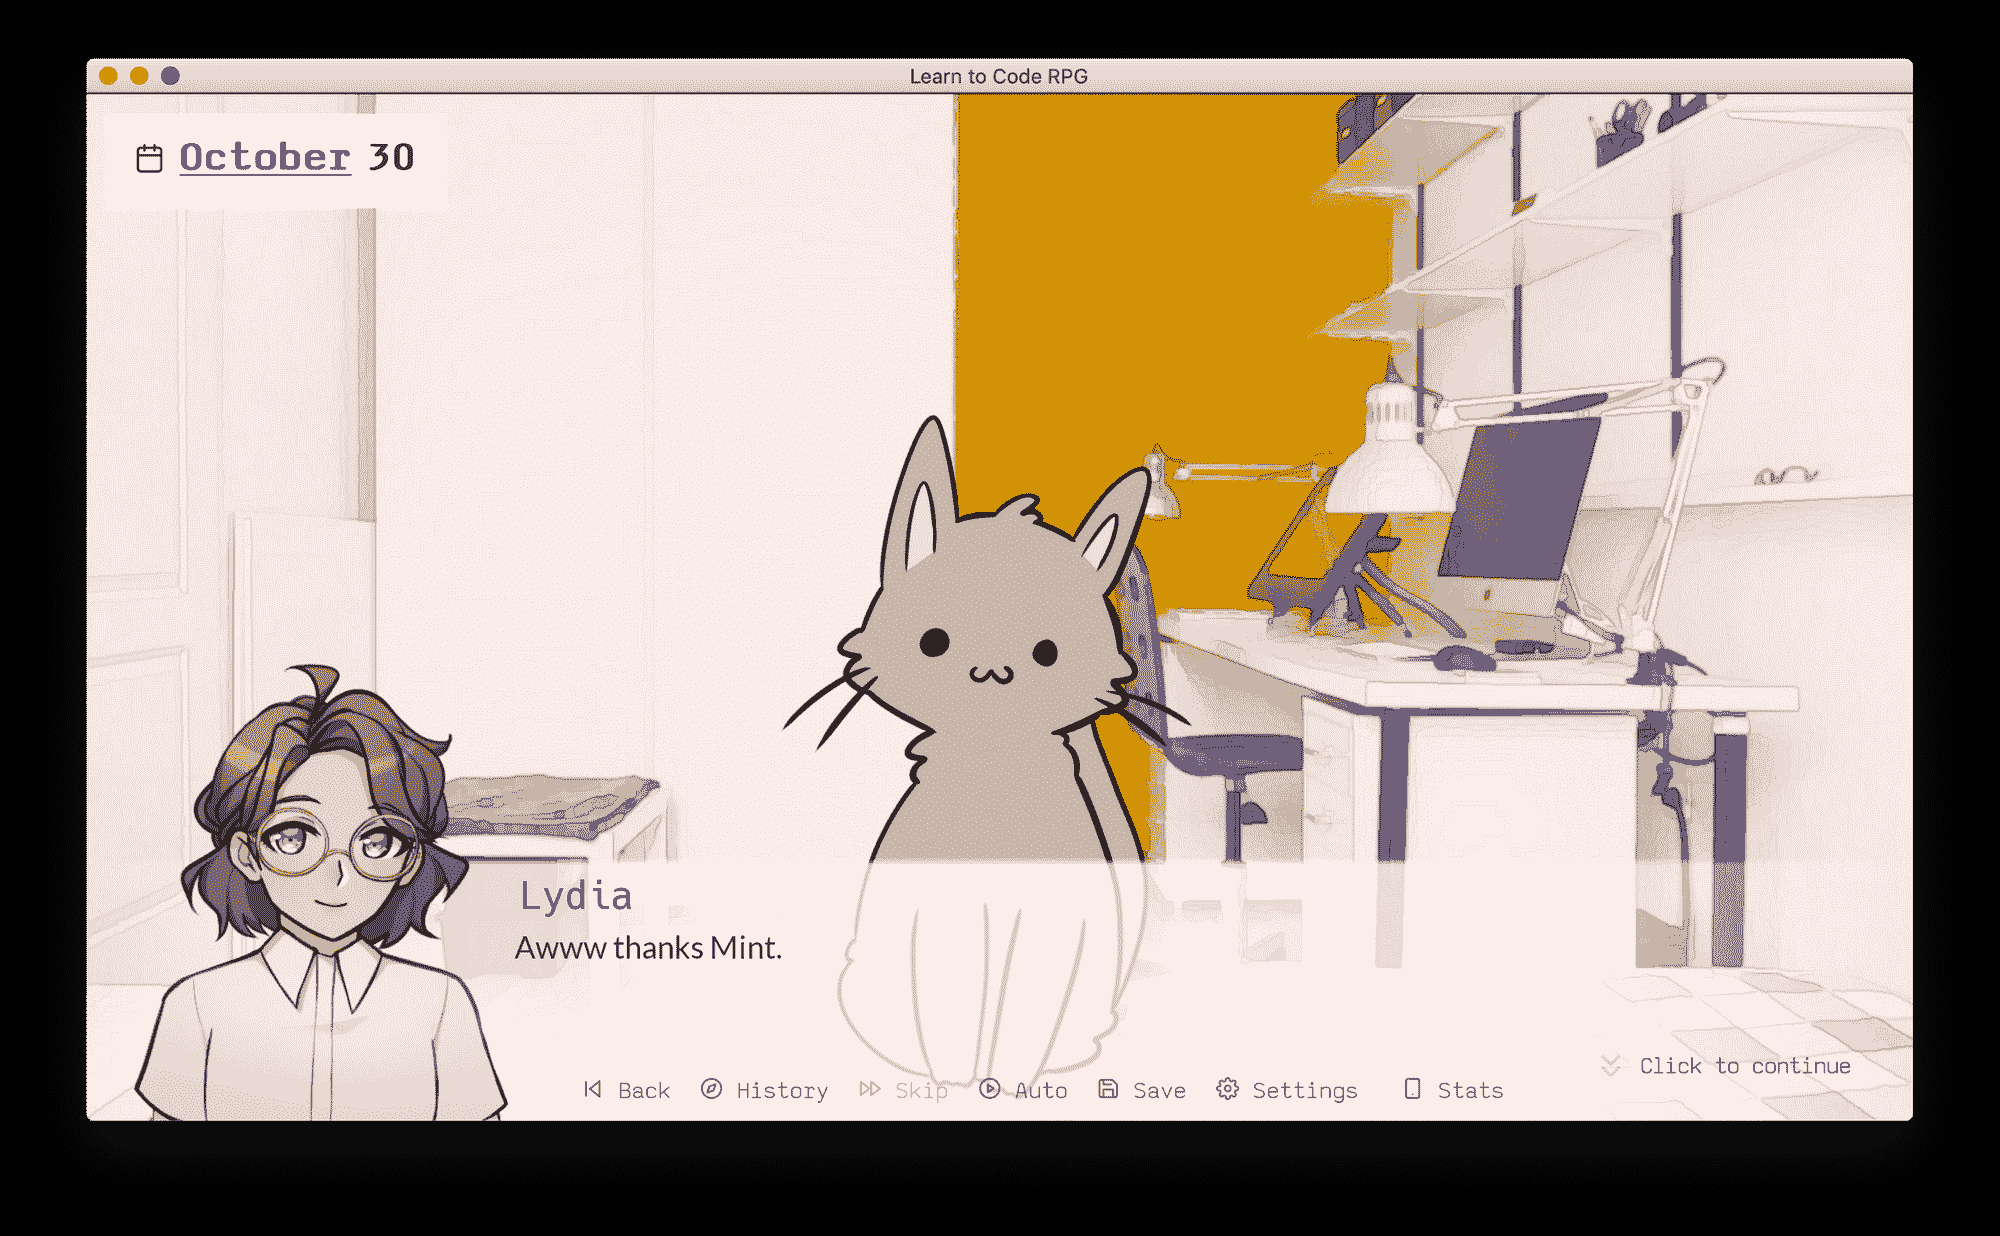 Learn to Code RPG
October 30
Lydia
Awww thanks Mint.
Click to continue
Back History Skip Auto Save Settings Stats